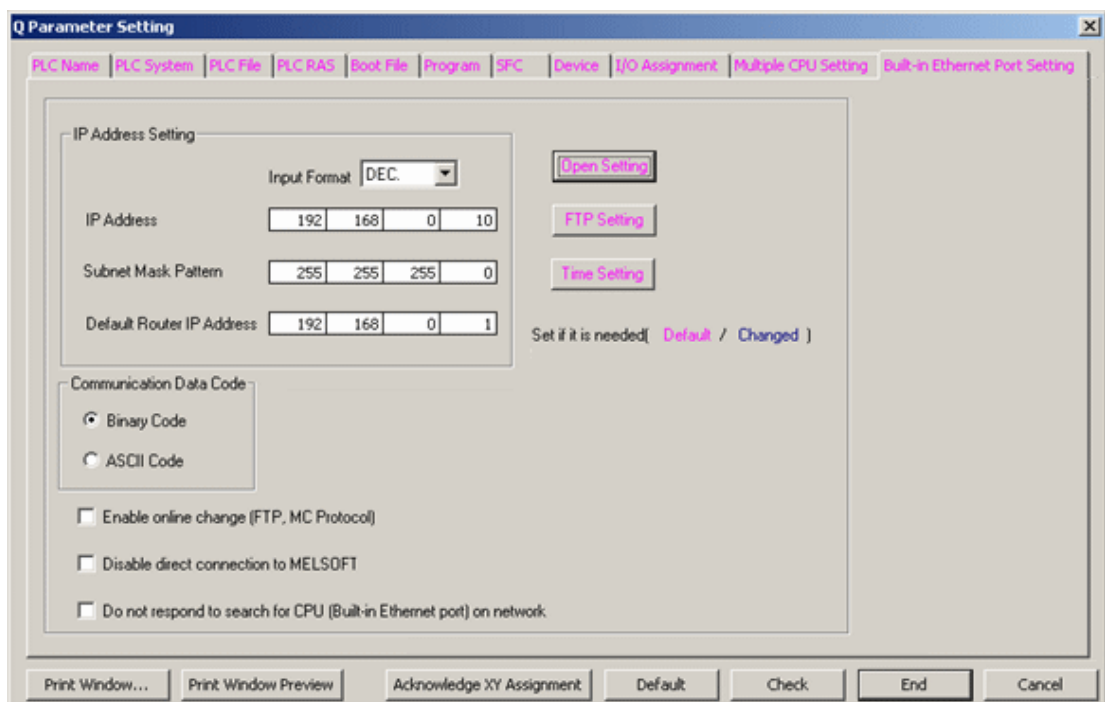 Q Parameter Setting
PLC Name PLC System PLC File PLC RAS Boot File Program SFC Device I/O Assignment Multiple CPU Setting Built-in Ethernet Port Setting
IP Address Setting
Input Format DEC.
IP Address 192 168 0 10
Subnet Mask Pattern 255 255 255 0
Default Router IP Address 192 168 0 1
Open Setting
FTP Setting
Time Setting
Set if it is needed( Default / Changed )
Communication Data Code
Binary Code
ASCII Code
Enable online change (FTP, MC Protocol)
Disable direct connection to MELSOFT
Do not respond to search for CPU (Built-in Ethernet port) on network
Print Window... Print Window Preview Acknowledge XY Assignment Default Check End Cancel